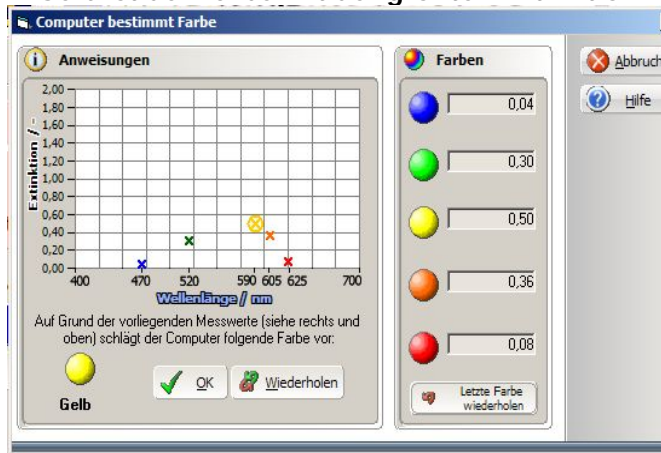 Computer bestimmt Farbe
Anweisungen
Extinktion / -
2,00
1,80
1,60
1,40
1,20
1,00
0,80
0,60
0,40
0,20
0,00
400 470 520 590 605 625 700
Wellenlänge / nm
Auf Grund der vorliegenden Messwerte (siehe rechts und
oben) schlägt der Computer folgende Farbe vor:
Gelb
OK
Wiederholen
Farben
0,04
0,30
0,50
0,36
0,08
Letzte Farbe
wiederholen
Abbruch
Hilfe